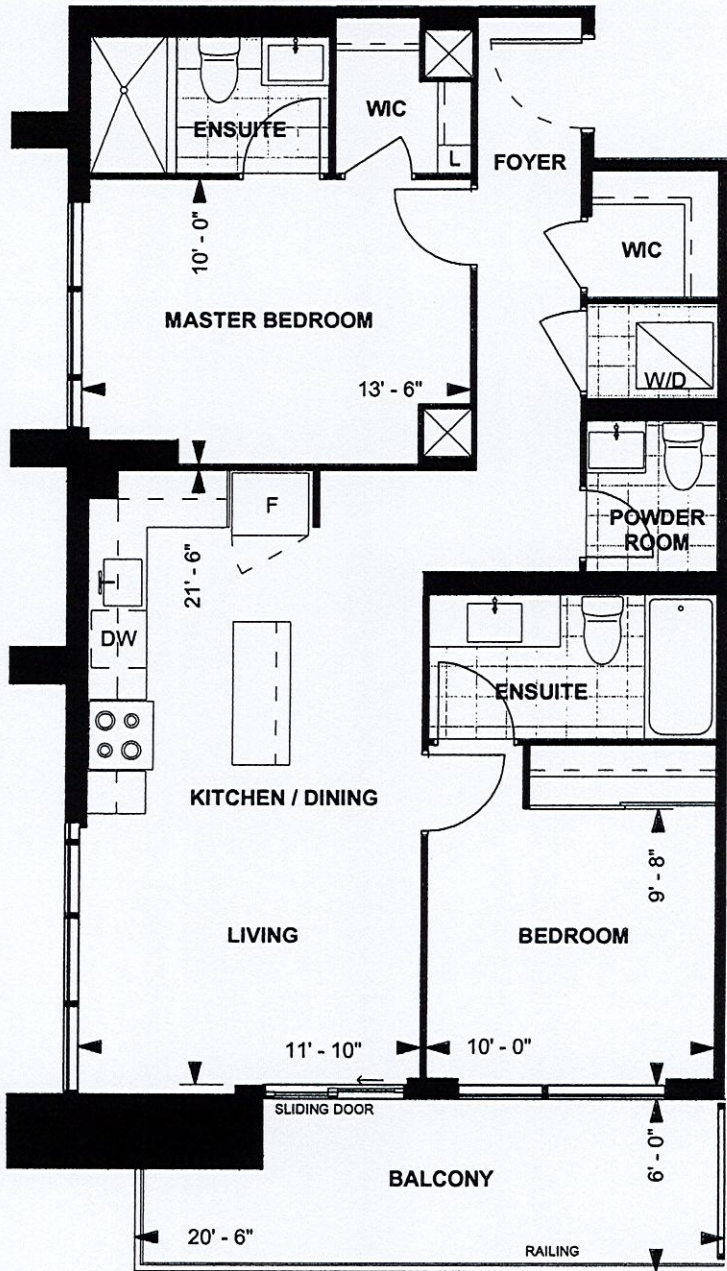 ENSUITE
WIC
L
FOYER
10' - 0"
WIC
MASTER BEDROOM
13' - 6"
W/D
F
POWDER
ROOM
21' - 6"
DW
ENSUITE
KITCHEN / DINING
9' - 8"
LIVING
BEDROOM
11' - 10"
10' - 0"
SLIDING DOOR
6' - 0"
BALCONY
20' - 6"
RAILING